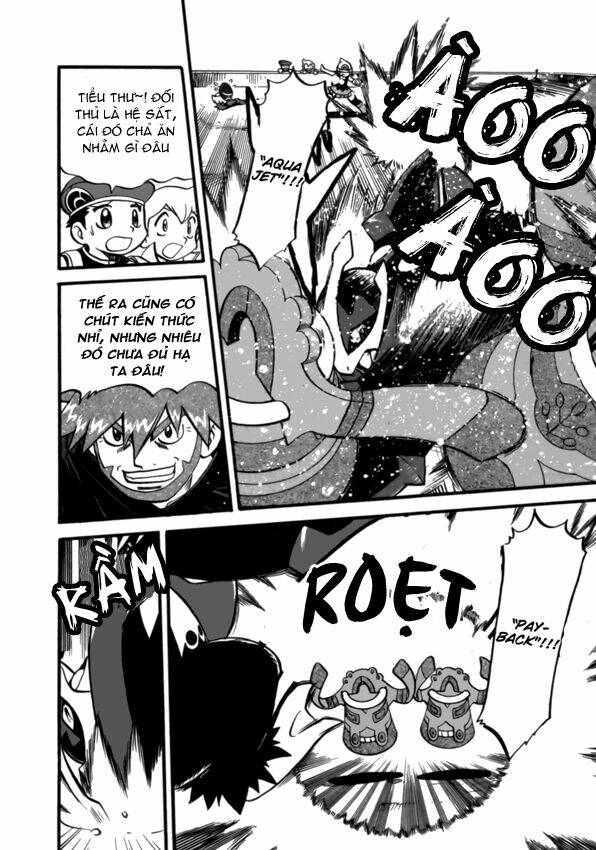 TIỂU THƯ~! ĐỐI
THỦ LÀ HỆ SÁT,
CÁI ĐÓ CHẢ ĂN
NHẰM GÌ ĐÂU
"AQUA
JET"!!!
ÀOO
ÀOO
THẾ RA CŨNG CÓ
CHÚT KIẾN THỨC
NHỈ, NHƯNG NHIÊU
ĐÓ CHƯA ĐỦ HẠ
TA ĐÂU!
RẦM
ROẸT
"PAY-
BACK"!!!